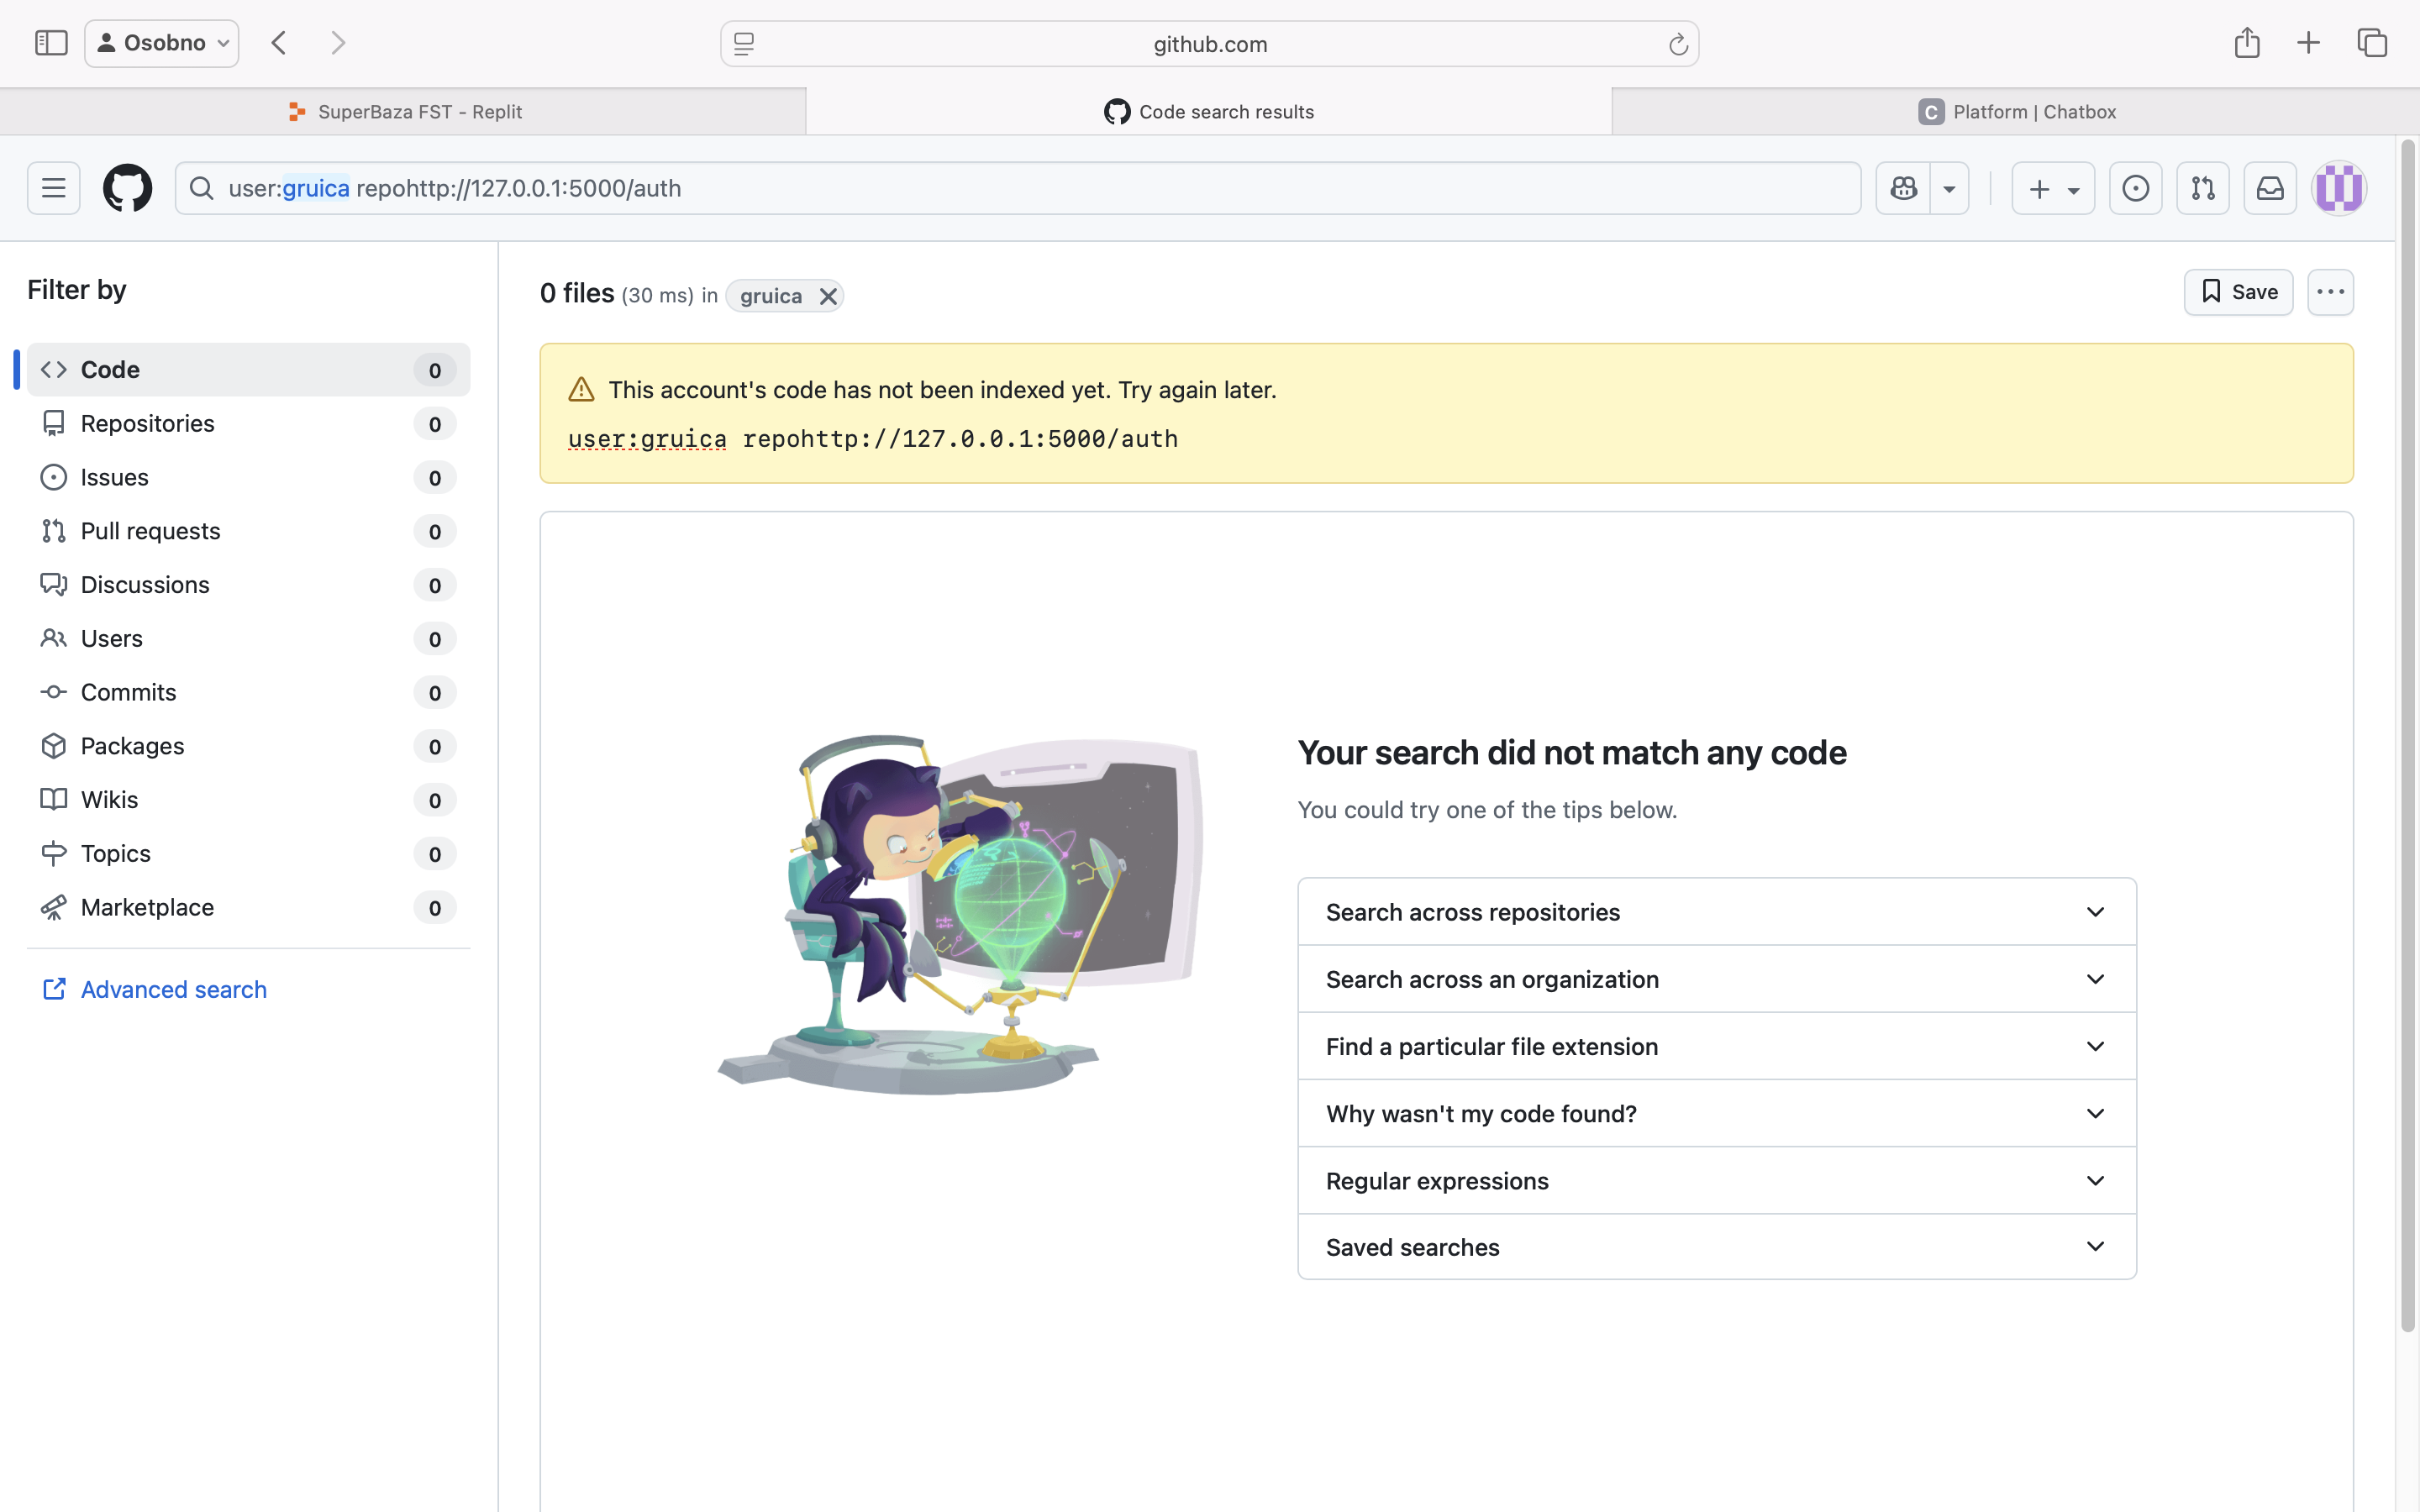 Osobno
github.com
SuperBaza FST - Replit
Code search results
C Platform | Chatbox
user:gruica repohttp://127.0.0.1:5000/auth
Filter by
0 files (30 ms) in gruica
Save
This account's code has not been indexed yet. Try again later.
user:gruica repohttp://127.0.0.1:5000/auth
Code 0
Repositories 0
Issues 0
Pull requests 0
Discussions 0
Users 0
Commits 0
Packages 0
Wikis 0
Topics 0
Marketplace 0
Advanced search
Your search did not match any code
You could try one of the tips below.
Search across repositories
Search across an organization
Find a particular file extension
Why wasn't my code found?
Regular expressions
Saved searches